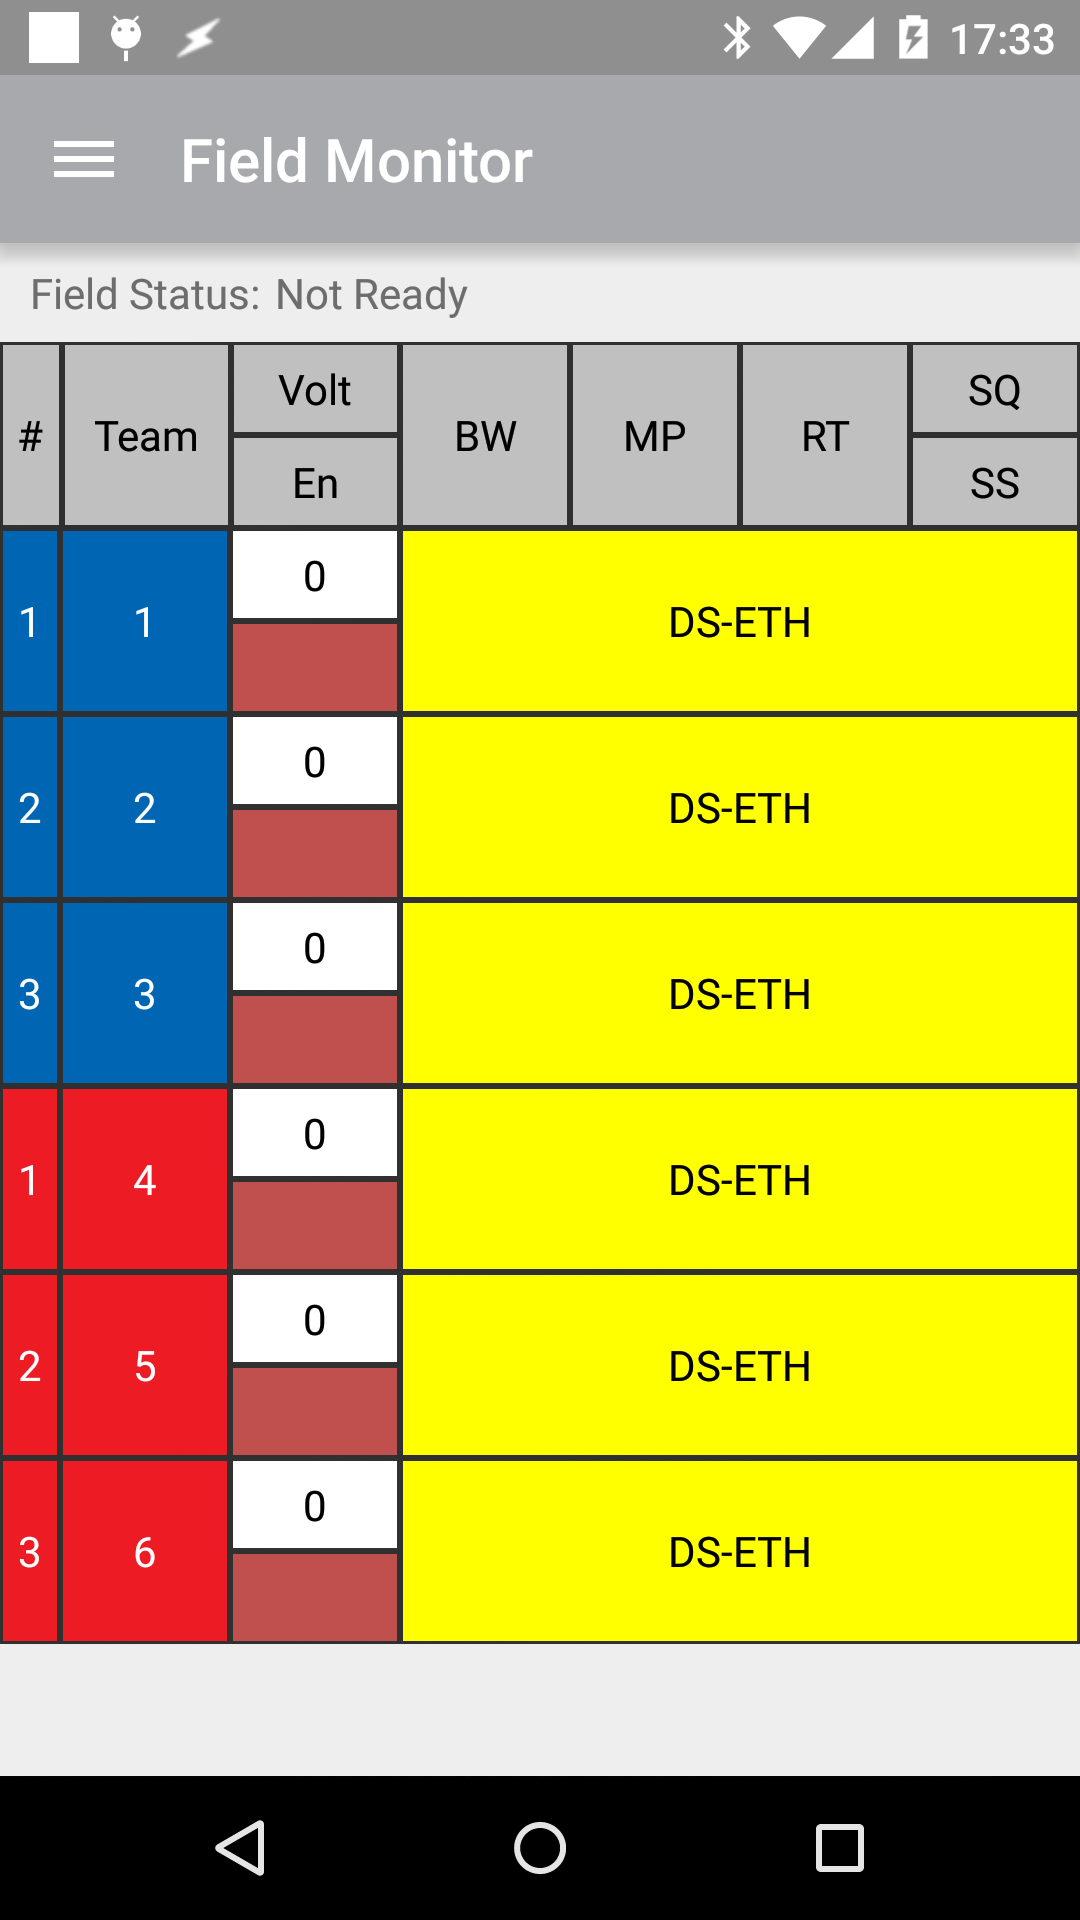 17:33
Field Monitor
Field Status: Not Ready
# Team Volt BW MP RT SQ
En SS
1 1 0 DS-ETH
2 2 0 DS-ETH
3 3 0 DS-ETH
1 4 0 DS-ETH
2 5 0 DS-ETH
3 6 0 DS-ETH